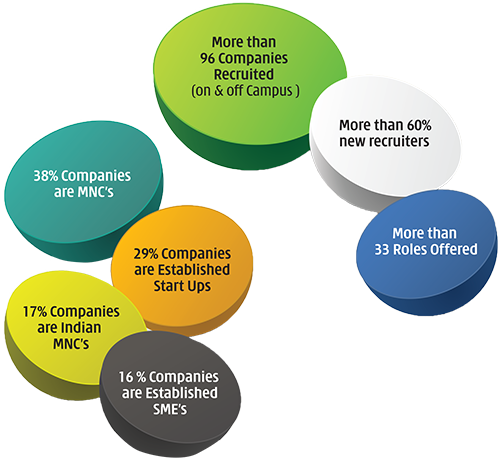 More than
96 Companies
Recruited
(on & off Campus )
More than 60%
new recruiters
38% Companies
are MNC's
More than
33 Roles Offered
29% Companies
are Established
Start Ups
17% Companies
are Indian
MNC's
16 % Companies
are Established
SME's